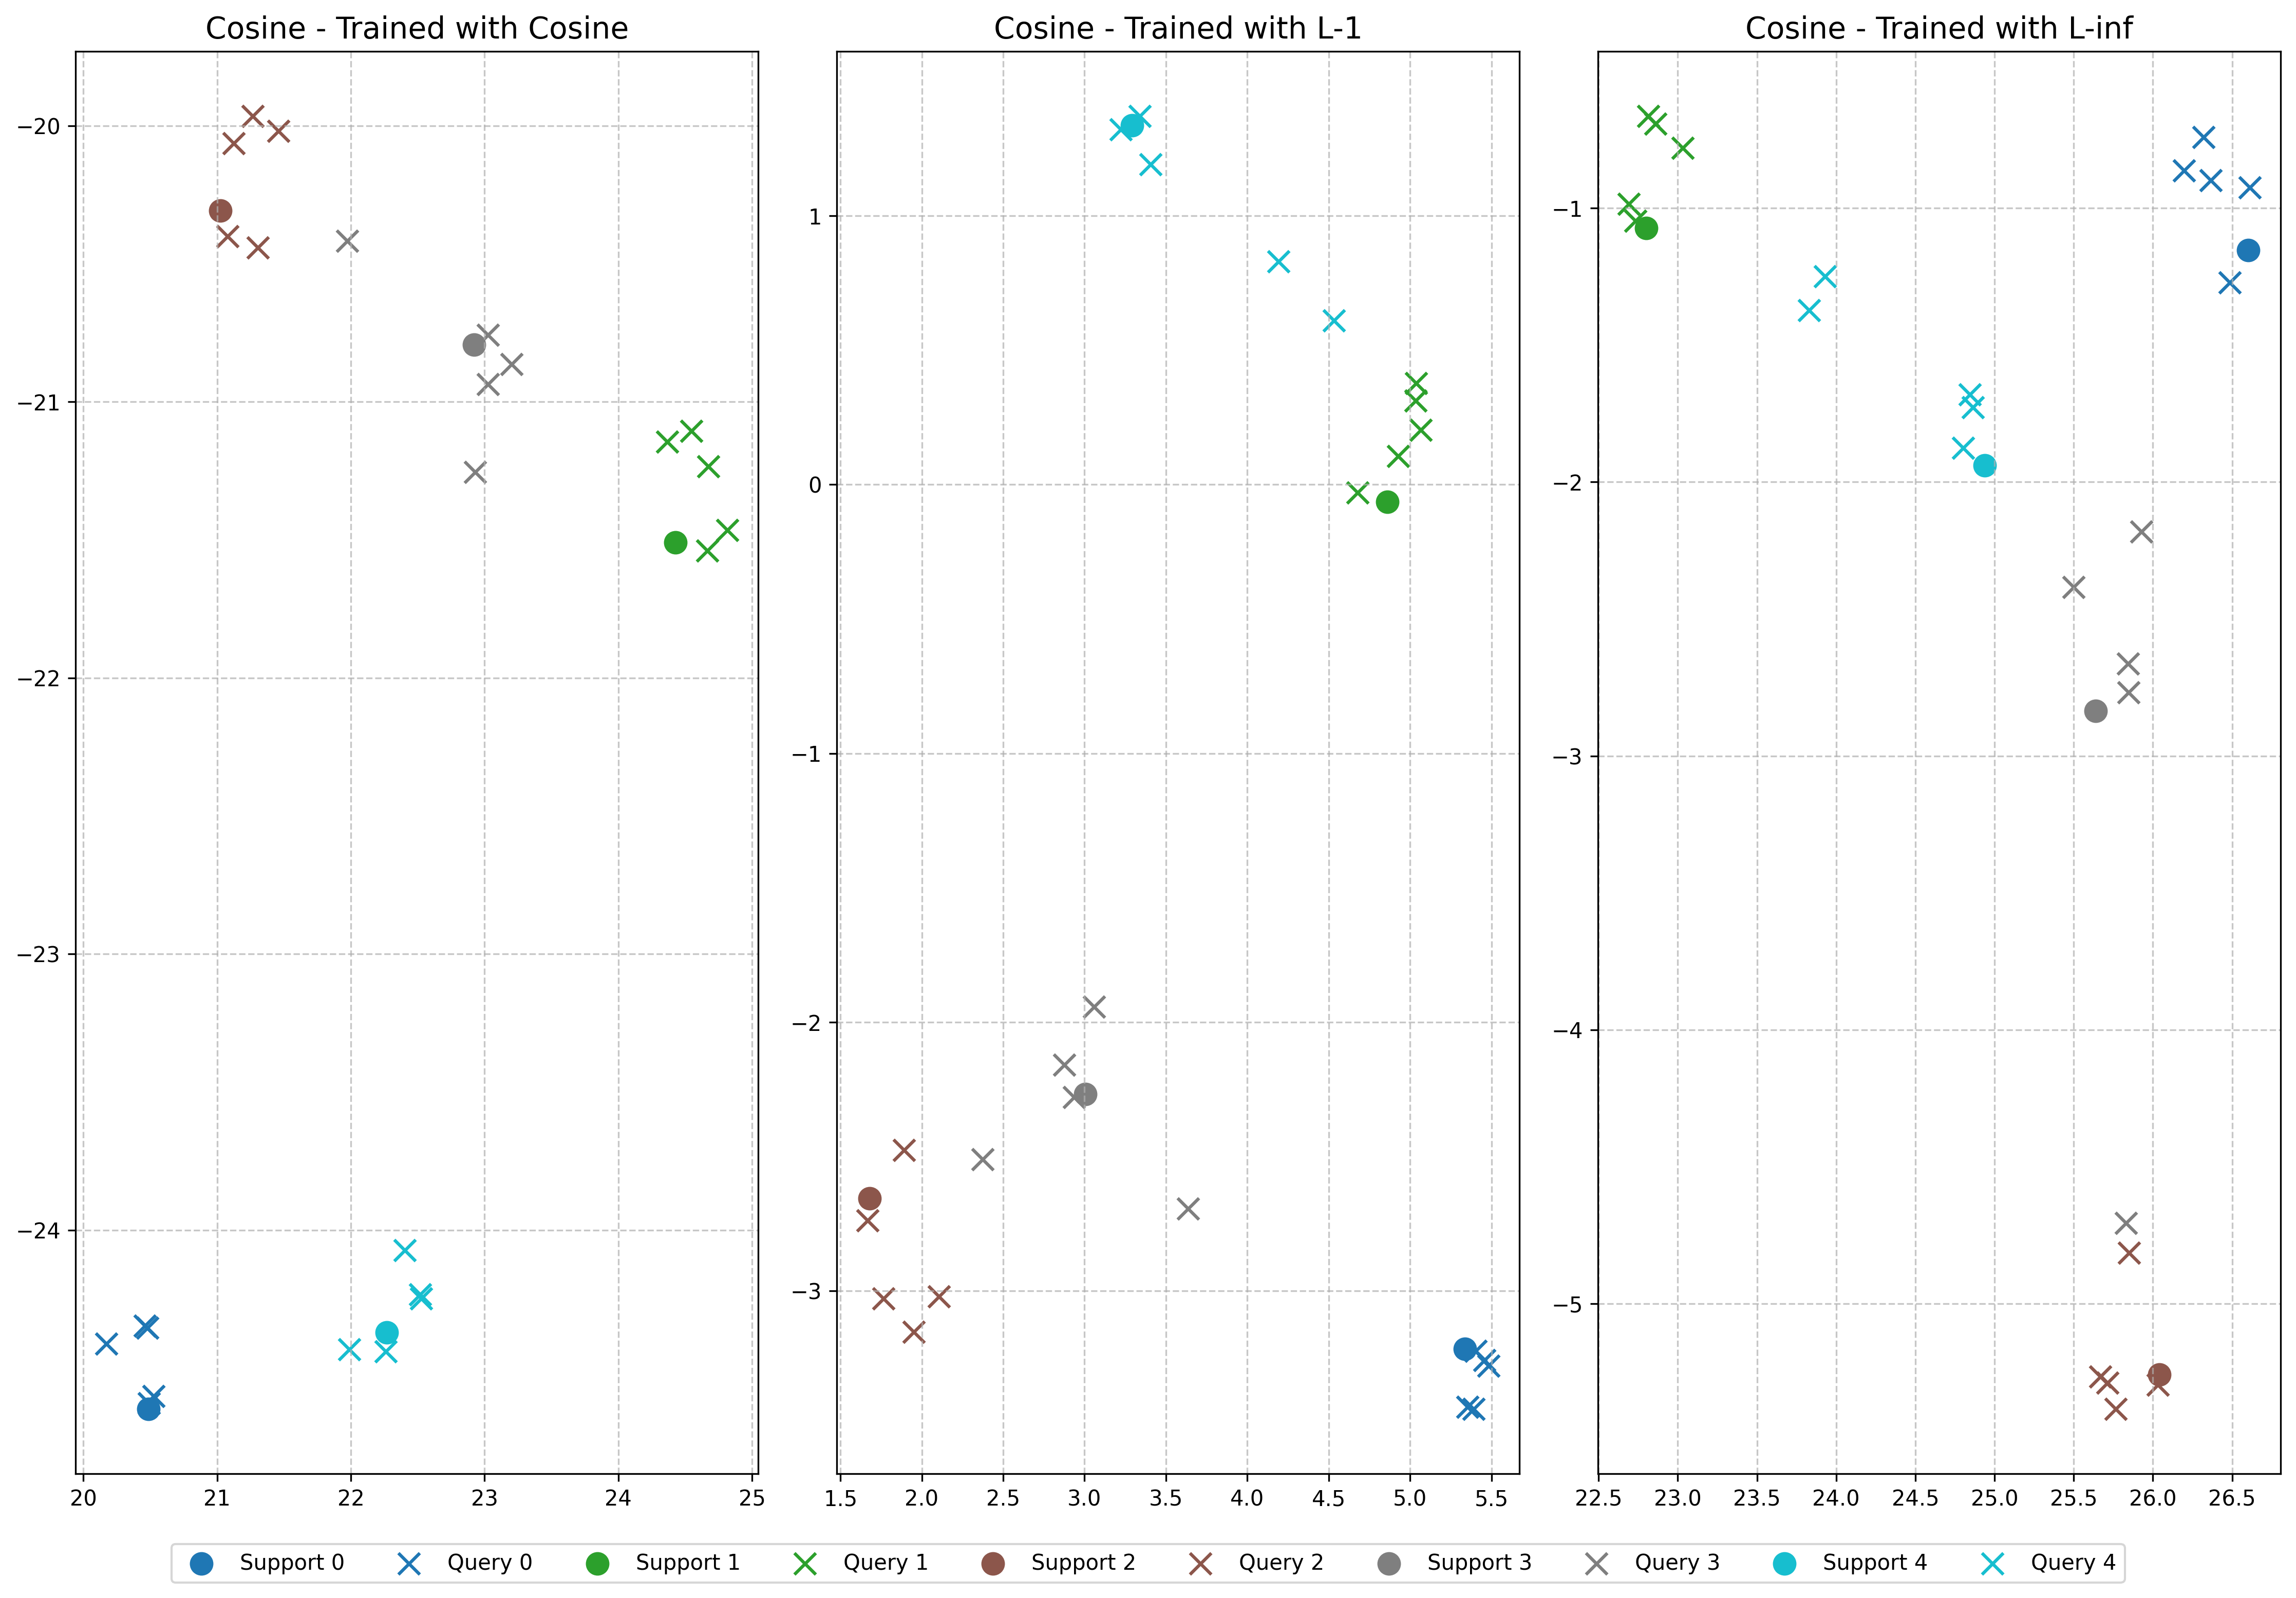 Cosine - Trained with Cosine
−20
−21
−22
−23
−24
20 21 22 23 24 25
Cosine - Trained with L-1
1
0
−1
−2
−3
1.5 2.0 2.5 3.0 3.5 4.0 4.5 5.0 5.5
Cosine - Trained with L-inf
−1
−2
−3
−4
−5
22.5 23.0 23.5 24.0 24.5 25.0 25.5 26.0 26.5
Support 0 Query 0 Support 1 Query 1 Support 2 Query 2 Support 3 Query 3 Support 4 Query 4